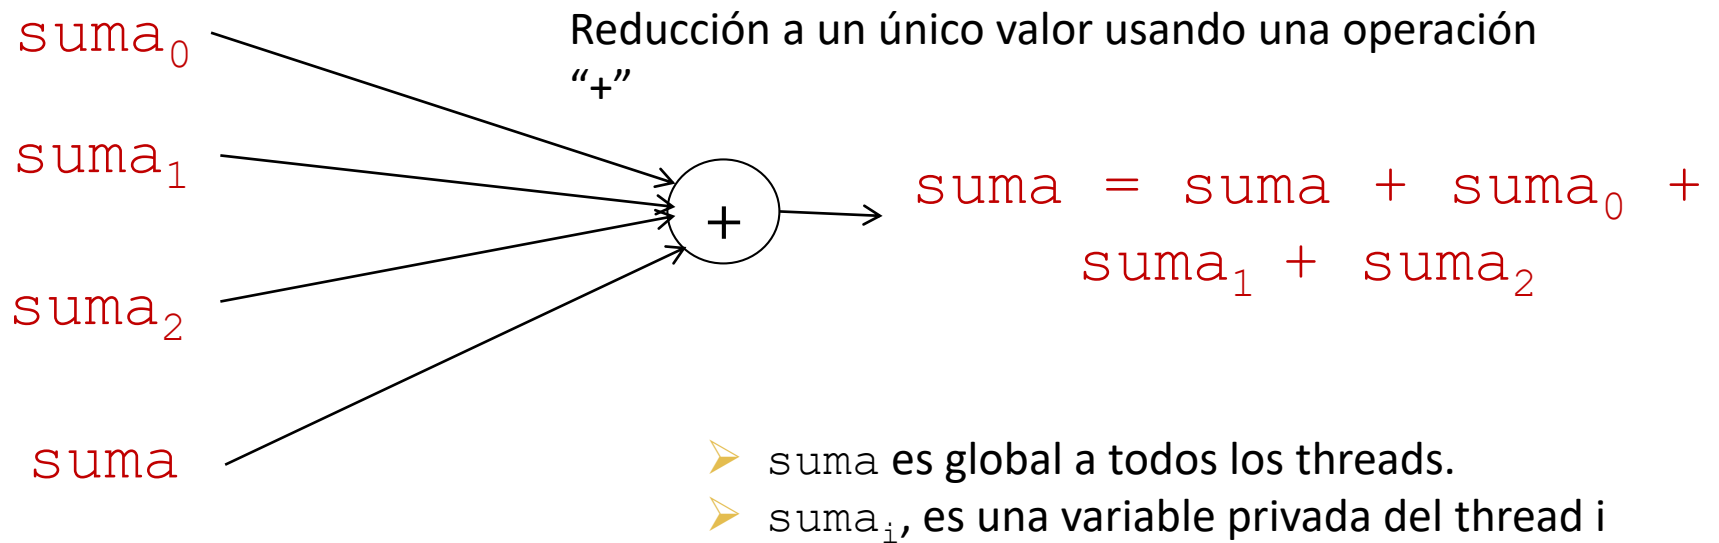 suma₀
Reducción a un único valor usando una operación
“+”
suma₁
+
suma = suma + suma₀ +
suma₁ + suma₂
suma₂
suma
➢ suma es global a todos los threads.
➢ sumaᵢ, es una variable privada del thread i